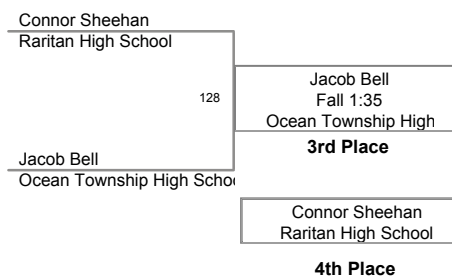 Connor Sheehan
Raritan High School
128
Jacob Bell
Fall 1:35
Ocean Township High
3rd Place
Jacob Bell
Ocean Township High Schoo
Connor Sheehan
Raritan High School
4th Place